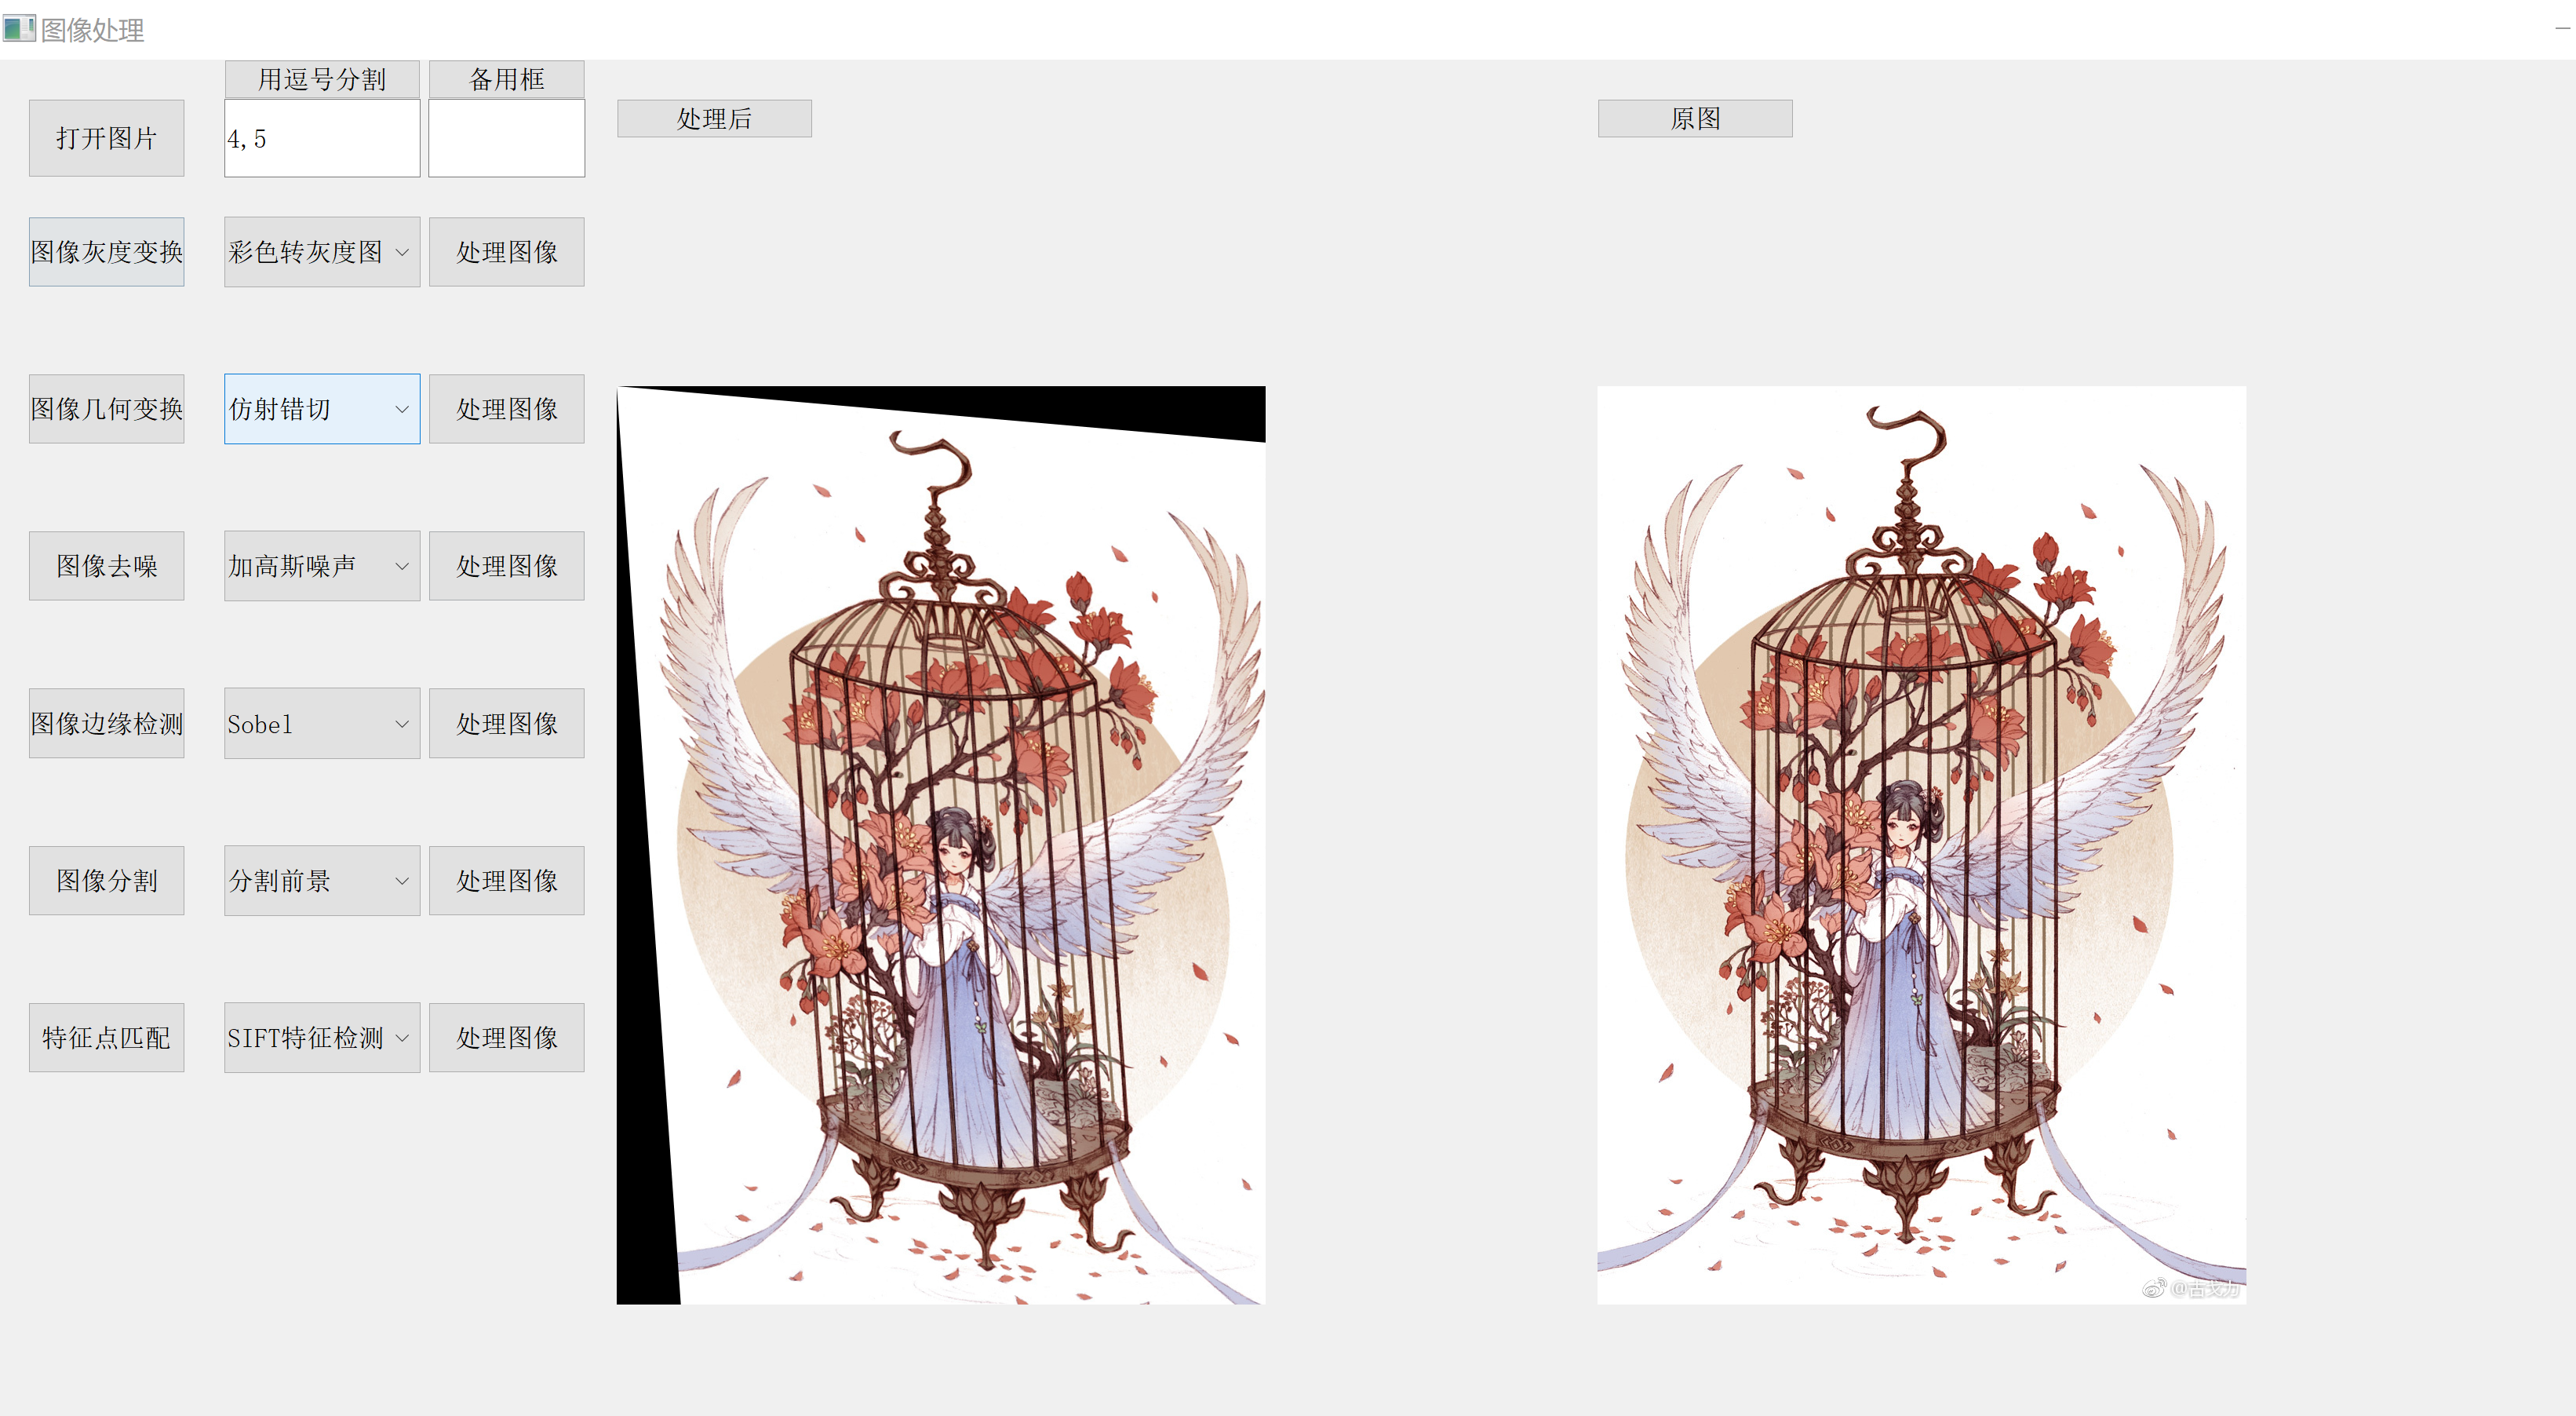 图像处理
用逗号分割 备用框
打开图片 4,5 处理后 原图
图像灰度变换 彩色转灰度图 处理图像
图像几何变换 仿射错切 处理图像
图像去噪 加高斯噪声 处理图像
图像边缘检测 Sobel 处理图像
图像分割 分割前景 处理图像
特征点匹配 SIFT特征检测 处理图像
@古戈力